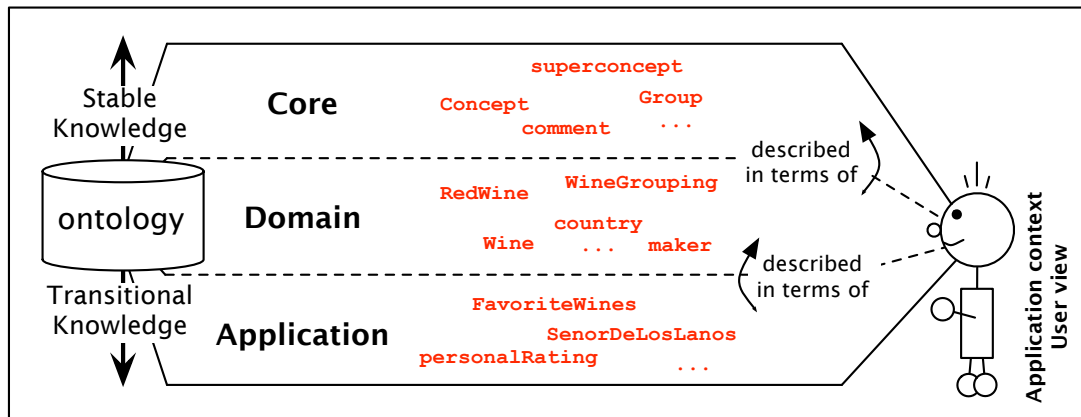 Stable
Knowledge
ontology
Transitional
Knowledge
Core
superconcept
Concept
Group
comment
...
described
in terms of
Domain
RedWine
WineGrouping
country
Wine
...
maker
described
in terms of
Application
FavoriteWines
SenorDeLosLanos
personalRating
...
Application context
User view